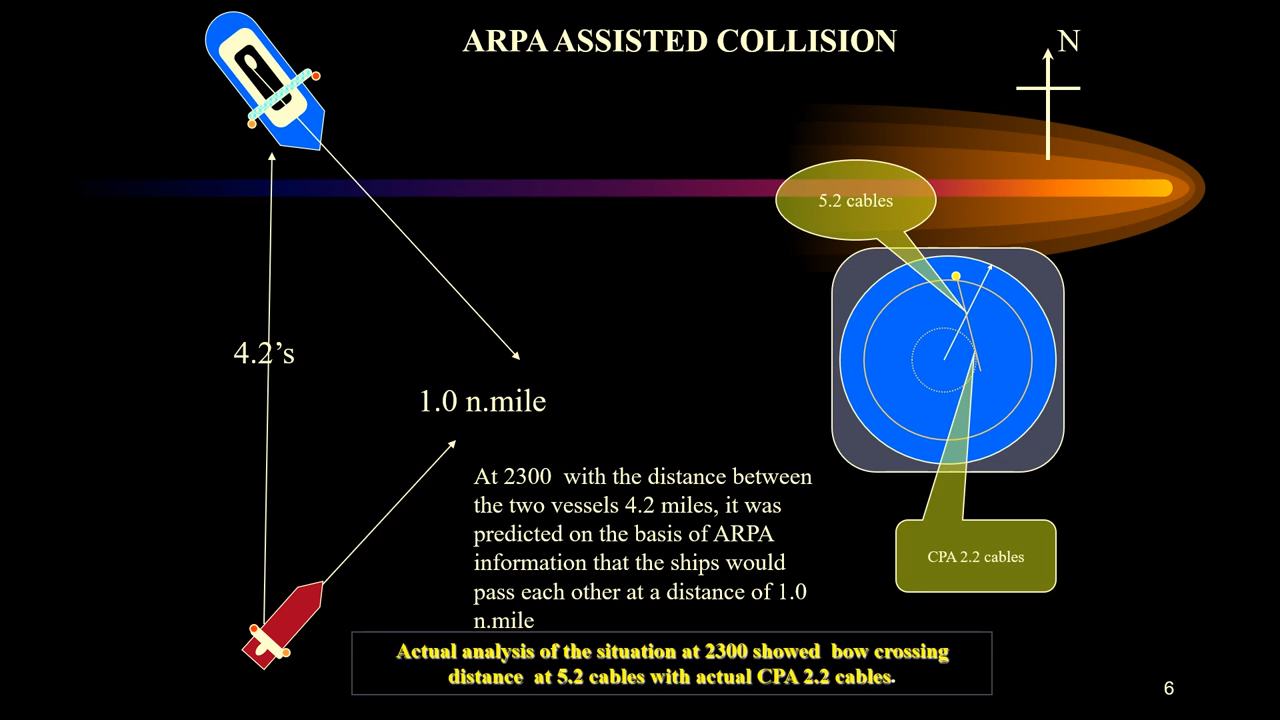 ARPA ASSISTED COLLISION
N
5.2 cables
4.2’s
1.0 n.mile
At 2300 with the distance between
the two vessels 4.2 miles, it was
predicted on the basis of ARPA
information that the ships would
pass each other at a distance of 1.0
n.mile
CPA 2.2 cables
Actual analysis of the situation at 2300 showed bow crossing
distance at 5.2 cables with actual CPA 2.2 cables.
6